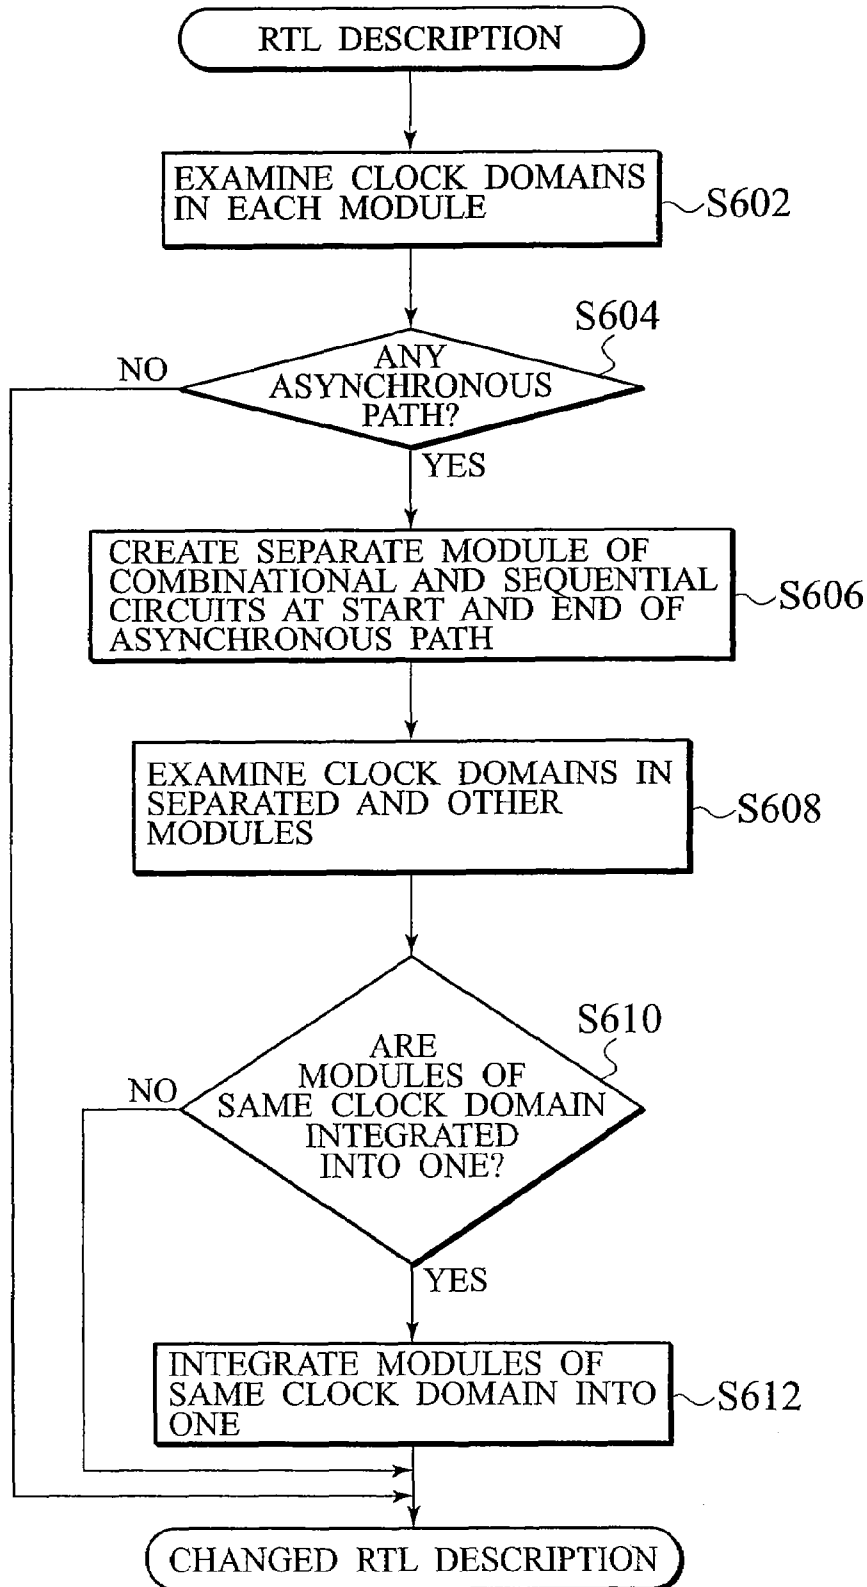 RTL DESCRIPTION
EXAMINE CLOCK DOMAINS
IN EACH MODULE
S602
S604
ANY
ASYNCHRONOUS
PATH?
NO
YES
CREATE SEPARATE MODULE OF
COMBINATIONAL AND SEQUENTIAL
CIRCUITS AT START AND END OF
ASYNCHRONOUS PATH
S606
EXAMINE CLOCK DOMAINS IN
SEPARATED AND OTHER
MODULES
S608
S610
ARE
MODULES OF
SAME CLOCK DOMAIN
INTEGRATED
INTO ONE?
NO
YES
INTEGRATE MODULES OF
SAME CLOCK DOMAIN INTO
ONE
S612
CHANGED RTL DESCRIPTION